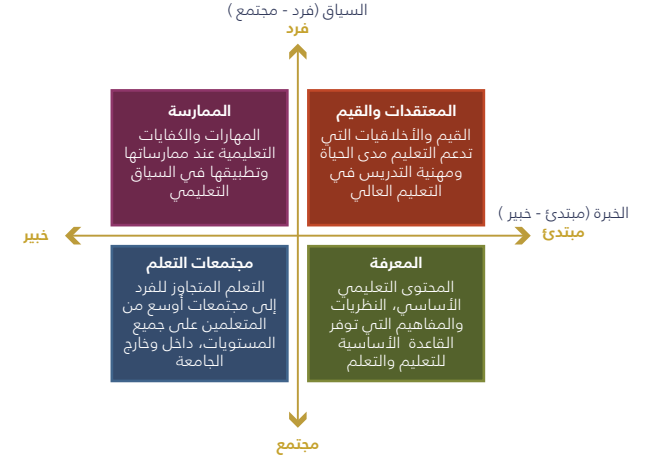 السياق (فرد - مجتمع )
فرد
المعتقدات والقيم
القيم والأخلاقيات التي
تدعم التعليم مدى الحياة
ومهنية التدريس في
التعليم العالي
الممارسة
المهارات والكفايات
التعليمية عند ممارساتها
وتطبيقها في السياق
التعليمي
الخبرة (مبتدئ - خبير )
مبتدئ
خبير
المعرفة
المحتوى التعليمي
الأساسي، النظريات
والمفاهيم التي توفر
القاعدة الأساسية
للتعليم والتعلم
مجتمعات التعلم
التعلم المتجاوز للفرد
إلى مجتمعات أوسع من
المتعلمين على جميع
المستويات، داخل وخارج
الجامعة
مجتمع